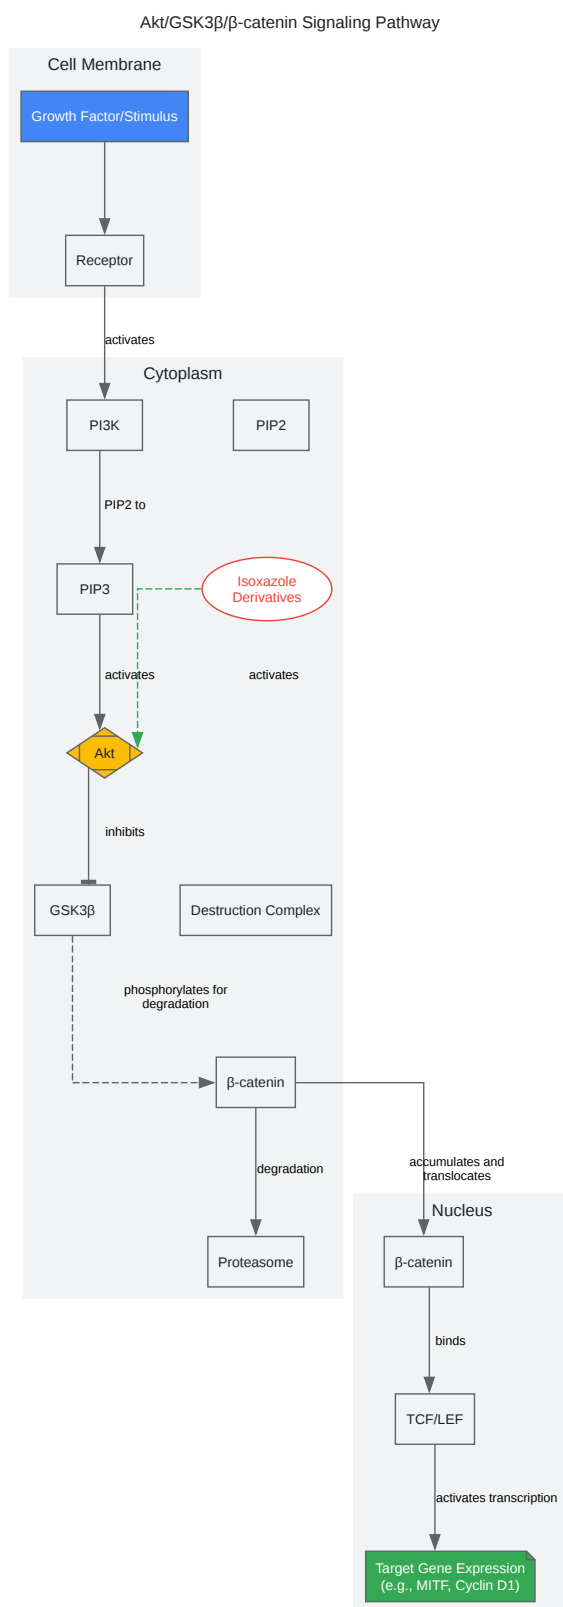 Akt/GSK3β/β-catenin Signaling Pathway
Cell Membrane
Growth Factor/Stimulus
Receptor
activates
Cytoplasm
PI3K
PIP2
PIP2 to
PIP3
Isoxazole
Derivatives
activates
activates
Akt
inhibits
GSK3β
Destruction Complex
phosphorylates for
degradation
β-catenin
degradation
accumulates and
translocates
Nucleus
Proteasome
β-catenin
binds
TCF/LEF
activates transcription
Target Gene Expression
(e.g., MITF, Cyclin D1)